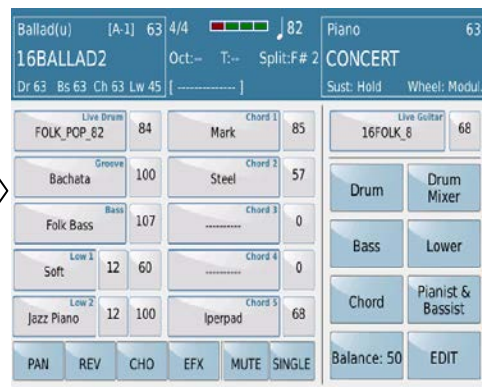 Ballad(u) [A-1] 63 4/4 82 Piano 63
16BALLAD2 Oct:-- T:-- Split:F# 2 CONCERT
Dr 63 Bs 63 Ch 63 Lw 45 [ -------------- ] Sust: Hold Wheel: Modul.
Live Drum Chord 1 Live Guitar
FOLK_POP_82 84 Mark 85 16FOLK_8 68
Groove Chord 2
Bachata 100 Steel 57 Drum Drum Mixer
Bass Chord 3
Folk Bass 107 ---------- 0 Bass Lower
Low 1 Chord 4
Soft 12 60 ---------- 0
Low 2 Chord 5
Jazz Piano 12 100 Iperpad 68 Chord Pianist & Bassist
PAN REV CHO EFX MUTE SINGLE Balance: 50 EDIT